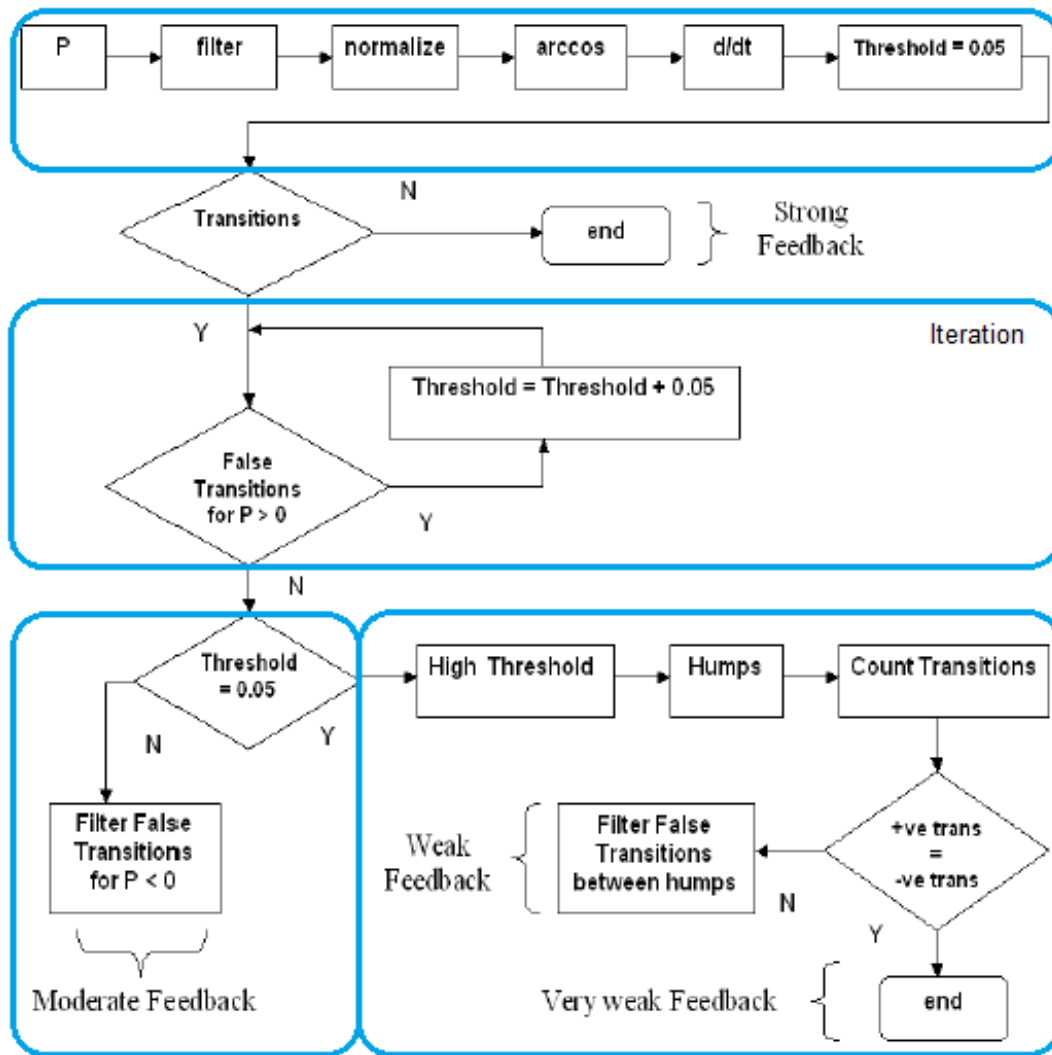 P
filter
normalize
arccos
d/dt
Threshold = 0.05
Transitions
N
end
Strong
Feedback
Y
Iteration
Threshold = Threshold + 0.05
False
Transitions
for P > 0
Y
N
Threshold
= 0.05
High Threshold
Humps
Count Transitions
N
Y
Filter False
Transitions
for P < 0
Moderate Feedback
Weak
Feedback
Filter False
Transitions
between humps
+ve trans
=
-ve trans
N
Y
Very weak Feedback
end